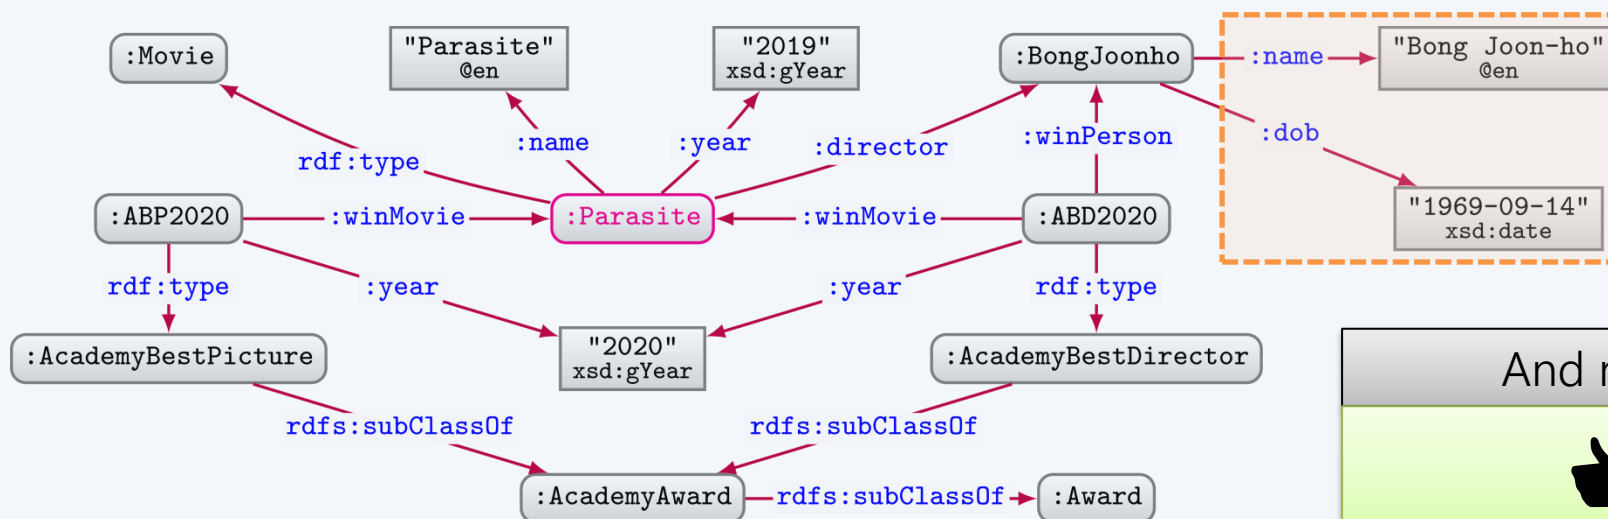 :Movie
"Parasite"
@en
"2019"
xsd:gYear
:BongJoonho
:name
"Bong Joon-ho"
@en
rdf:type
:name
:year
:director
:winPerson
:dob
:ABP2020
:winMovie
:Parasite
:winMovie
:ABD2020
"1969-09-14"
xsd:date
rdf:type
:year
:year
rdf:type
:AcademyBestPicture
"2020"
xsd:gYear
:AcademyBestDirector
And
rdfs:subClassOf
rdfs:subClassOf
:AcademyAward
rdfs:subClassOf
:Award